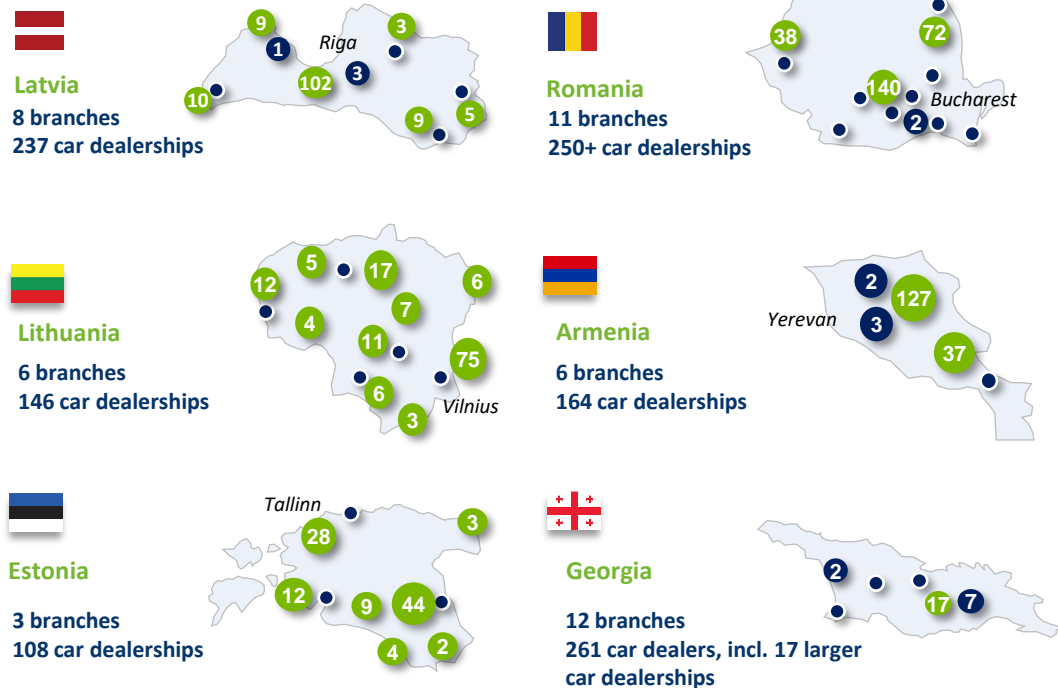 Latvia
8 branches
237 car dealerships
9
1
Riga
3
3
102
10
9
5
Romania
11 branches
250+ car dealerships
38
72
140
Bucharest
2
Lithuania
6 branches
146 car dealerships
5
17
12
6
7
4
11
75
6
Vilnius
3
Armenia
6 branches
164 car dealerships
2
127
Yerevan
3
37
Estonia
3 branches
108 car dealerships
Tallinn
28
3
12
9
44
4
2
Georgia
12 branches
261 car dealers, incl. 17 larger
car dealerships
2
17
7